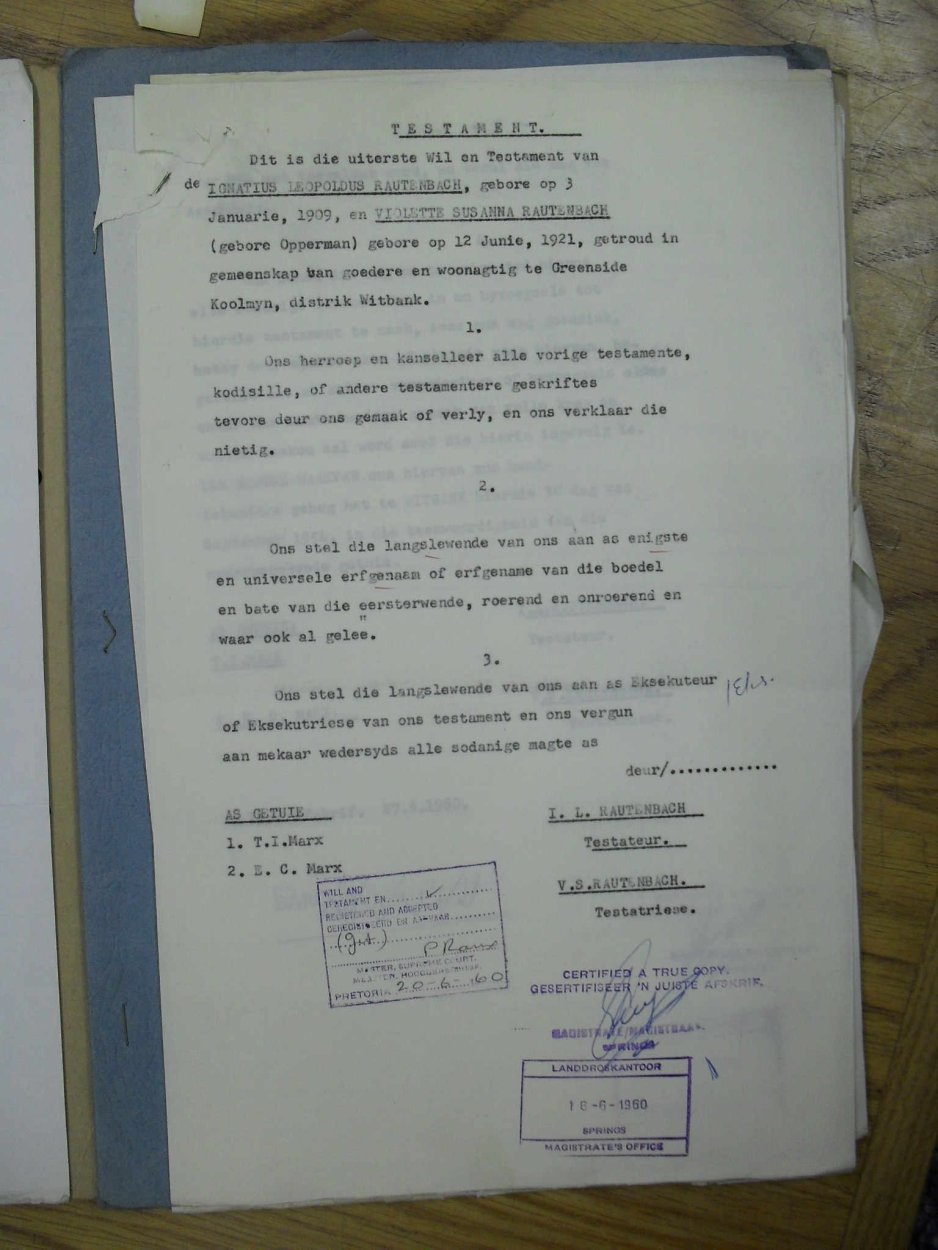 TESTAMENT.
Dit is die uiterste Wil en Testament van
de IGNATIUS LEOPOLDUS RAUTENBACH, gebore op 3
Januarie, 1909, en VIOLETTE SUSANNA RAUTENBACH
(gebore Opperman) gebore op 12 Junie, 1921, getroud in
gemeenskap van goedere en woonagtig te Greenside
Koolmyn, distrik Witbank.
1.
Ons herroep en kanselleer alle vorige testamente,
kodisille, of andere testamentere geskriftes
tevore deur ons gemaak of verly, en ons verklaar die
nietig.
2.
Ons stel die langslewende van ons aan as enigste
en universele erfgenaam of erfgename van die boedel
en bate van die eersterwende, roerend en onroerend en
waar ook al gelee.
3.
Ons stel die langslewende van ons aan as Eksekuteur
of Eksekutriese van ons testament en ons vergun
aan mekaar wedersyds alle sodanige magte as
deur/.............
AS GETUIE
1. T.I.Marx
2. E. C. Marx
I. L. RAUTENBACH
Testateur.
V.S.RAUTENBACH.
Testatriese.
WILL AND
TESTAMENT EN
REGISTERED AND ACCEPTED
GEREGISTREERD EN AANVAAR
MASTER, SUPREME COURT.
PRETORIA 20-6-60
CERTIFIED A TRUE COPY.
GESERTIFISEER 'N JUISTE AFSKRIF.
MAGISTRATE/MAGISTRAAT.
SPRINGS
LANDDROSKANTOOR
16-6-1960
SPRINGS
MAGISTRATE'S OFFICE